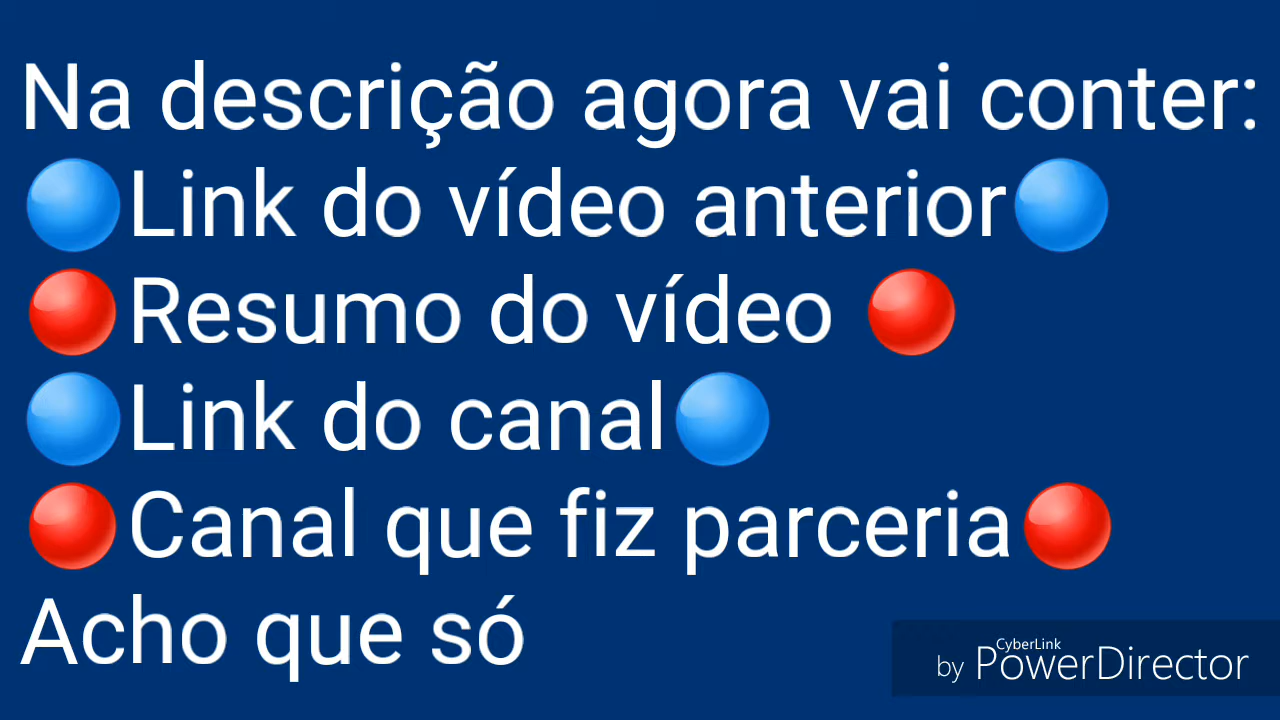 Na descrição agora vai conter:
🔵Link do vídeo anterior🔵
🔴Resumo do vídeo 🔴
🔵Link do canal🔵
🔴Canal que fiz parceria🔴
Acho que só
CyberLink
by PowerDirector